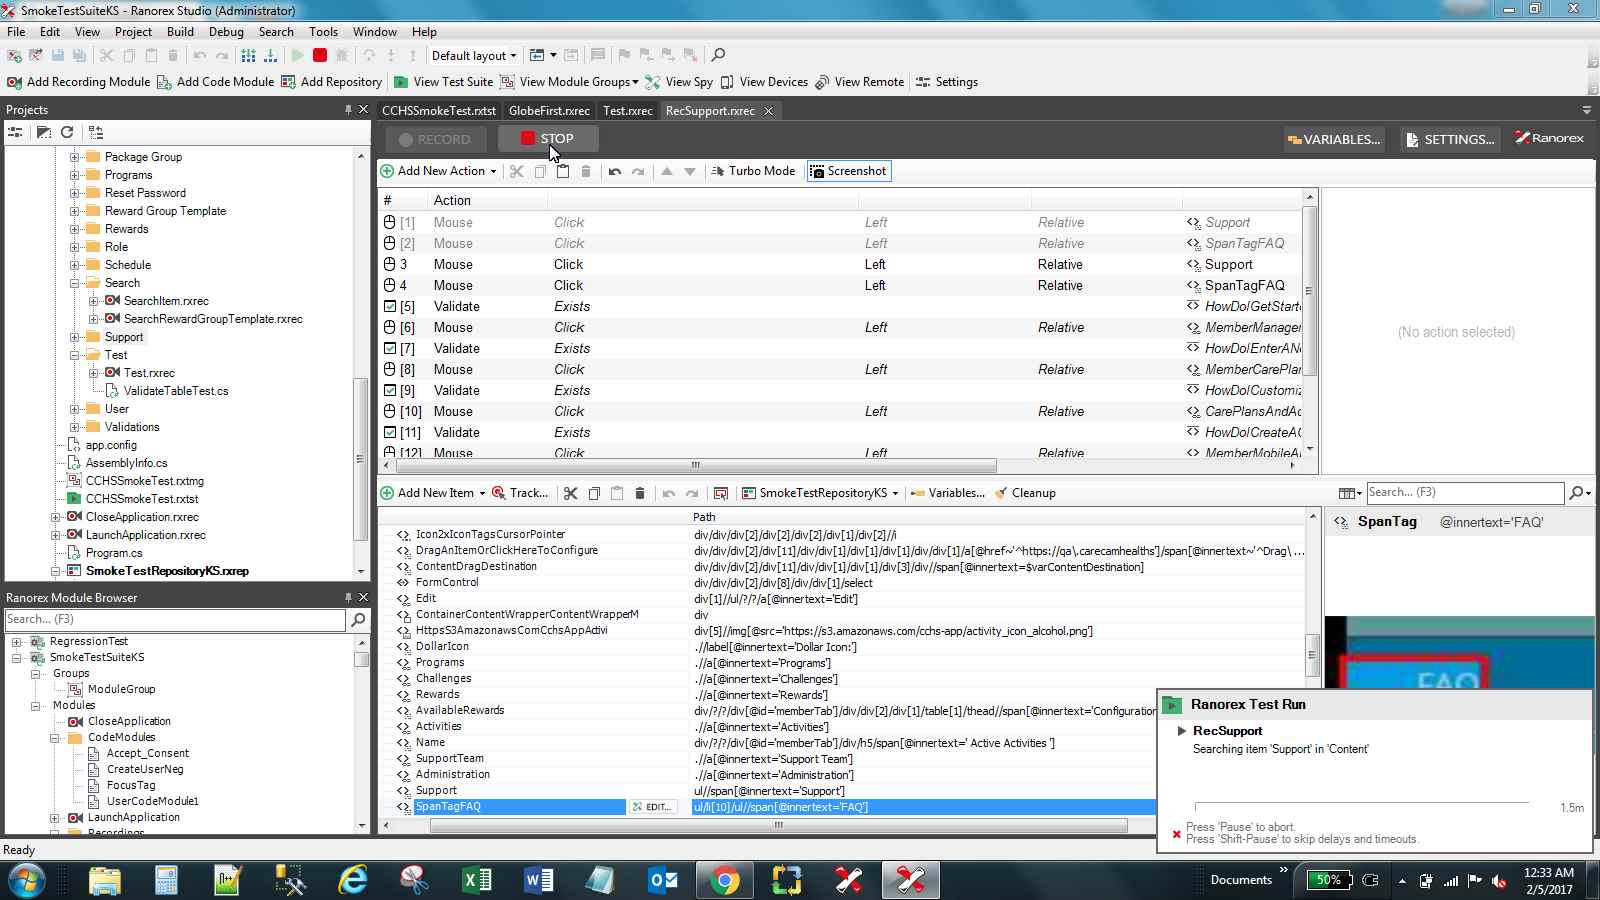 SmokeTestSuiteKS - Ranorex Studio (Administrator)
File Edit View Project Build Debug Search Tools Window Help
Default layout
Add Recording Module Add Code Module Add Repository View Test Suite View Module Groups View Spy View Devices View Remote Settings
Projects
CCHSSmokeTest.rxtst GlobeFirst.rxrec Test.rxrec RecSupport.rxrec
RECORD STOP VARIABLES... SETTINGS... Ranorex
Add New Action Turbo Mode Screenshot
Package Group
Programs
Reset Password
Reward Group Template
Rewards
Role
Schedule
Search
SearchItem.rxrec
SearchRewardGroupTemplate.rxrec
Support
Test
Test.rxrec
ValidateTableTest.cs
User
Validations
app.config
AssemblyInfo.cs
CCHSSmokeTest.rxtmg
CCHSSmokeTest.rxtst
CloseApplication.rxrec
LaunchApplication.rxrec
Program.cs
SmokeTestRepositoryKS.rxrep
# Action
[1] Mouse Click Left Relative Support
[2] Mouse Click Left Relative SpanTagFAQ
3 Mouse Click Left Relative Support
4 Mouse Click Left Relative SpanTagFAQ
[5] Validate Exists HowDoIGetStarte
[6] Mouse Click Left Relative MemberManager
[7] Validate Exists HowDoIEnterANe
[8] Mouse Click Left Relative MemberCarePlan
[9] Validate Exists HowDoICustomiz
[10] Mouse Click Left Relative CarePlansAndAc
[11] Validate Exists HowDoICreateAC
[12] Mouse Click Left Relative MemberMobileA
(No action selected)
Add New Item Track... SmokeTestRepositoryKS Variables... Cleanup Search... (F3)
Path
Icon2xIconTagsCursorPointer div/div/div[2]/div[2]/div[2]/div[1]/div[2]//i
DragAnItemOrClickHereToConfigure div/div/div[2]/div[11]/div/div[1]/div[1]/div/div[1]/a[@href~'^https://qa\.carecamhealths']/span[@innertext~'^Drag\ ...
ContentDragDestination div/div/div[2]/div[11]/div/div[1]/div[1]/div[3]/div//span[@innertext=$varContentDestination]
FormControl div/div/div[2]/div[8]/div/div[1]/select
Edit div[1]//ul/?/?/a[@innertext='Edit']
ContainerContentWrapperContentWrapperM div
HttpsS3AmazonawsComCchsAppActivi div[5]//img[@src='https://s3.amazonaws.com/cchs-app/activity_icon_alcohol.png']
DollarIcon .//label[@innertext='Dollar Icon:']
Programs .//a[@innertext='Programs']
Challenges .//a[@innertext='Challenges']
Rewards .//a[@innertext='Rewards']
AvailableRewards div/?/?/div[@id='memberTab']/div/div[2]/div[1]/table[1]/thead//span[@innertext='Configuration
Activities .//a[@innertext='Activities']
Name div/?/?/div[@id='memberTab']/div/h5/span[@innertext=' Active Activities ']
SupportTeam .//a[@innertext='Support Team']
Administration .//a[@innertext='Administration']
Support ul//span[@innertext='Support']
SpanTagFAQ EDIT... ul/li[10]/ul//span[@innertext='FAQ']
SpanTag @innertext='FAQ'
FAQ
Ranorex Module Browser
Search... (F3)
RegressionTest
SmokeTestSuiteKS
Groups
ModuleGroup
Modules
CloseApplication
CodeModules
Accept_Consent
CreateUserNeg
FocusTag
UserCodeModule1
LaunchApplication
Recordings
Ranorex Test Run
RecSupport
Searching item 'Support' in 'Content'
1.5m
Press 'Pause' to abort.
Press 'Shift-Pause' to skip delays and timeouts.
Ready
Documents
50%
12:33 AM
2/5/2017